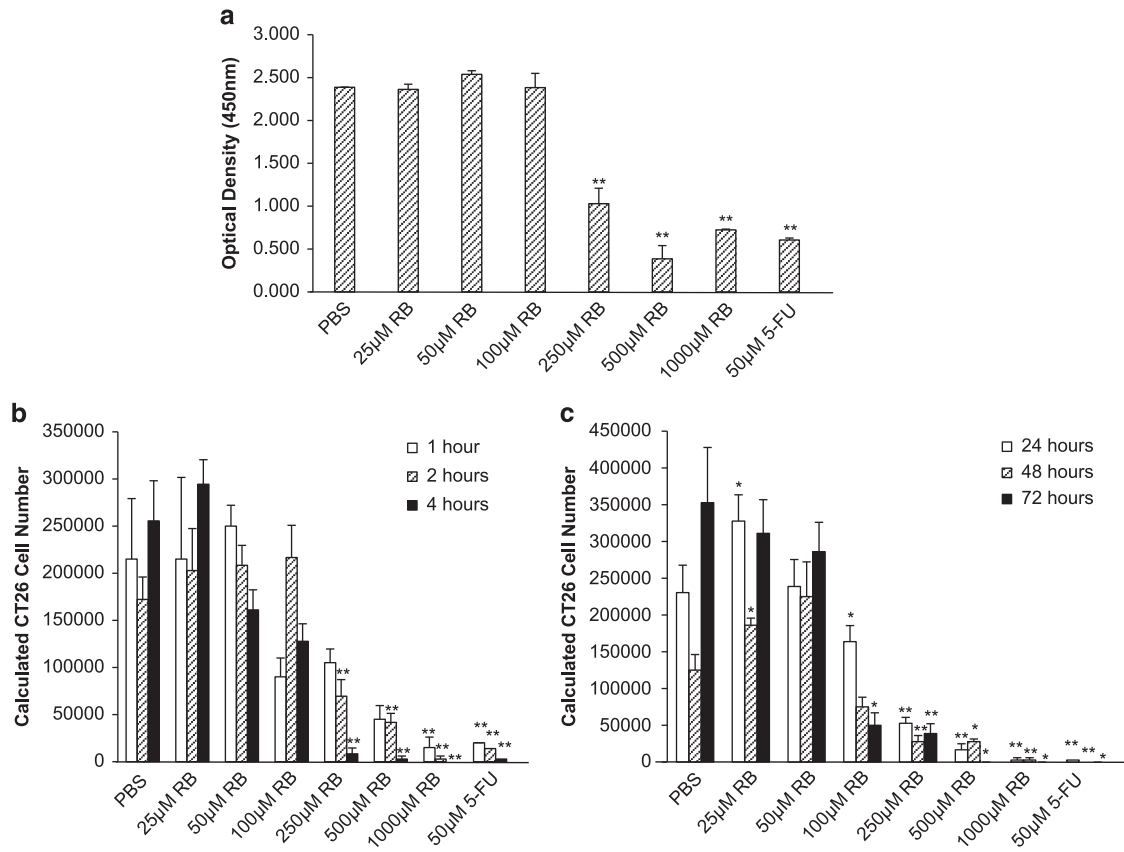 a
Optical Density (450nm)
3.000
2.500
2.000
1.500
1.000
0.500
0.000
** ** ** **
PBS
25µM RB
50µM RB
100µM RB
250µM RB
500µM RB
1000µM RB
50µM 5-FU
b
Calculated CT26 Cell Number
350000
300000
250000
200000
150000
100000
50000
0
1 hour
2 hours
4 hours
** ** ** ** ** ** ** ** ** **
PBS
25µM RB
50µM RB
100µM RB
250µM RB
500µM RB
1000µM RB
50µM 5-FU
c
Calculated CT26 Cell Number
450000
400000
350000
300000
250000
200000
150000
100000
50000
0
24 hours
48 hours
72 hours
* * * * ** ** ** ** * * ** ** * ** ** *
PBS
25µM RB
50µM RB
100µM RB
250µM RB
500µM RB
1000µM RB
50µM 5-FU